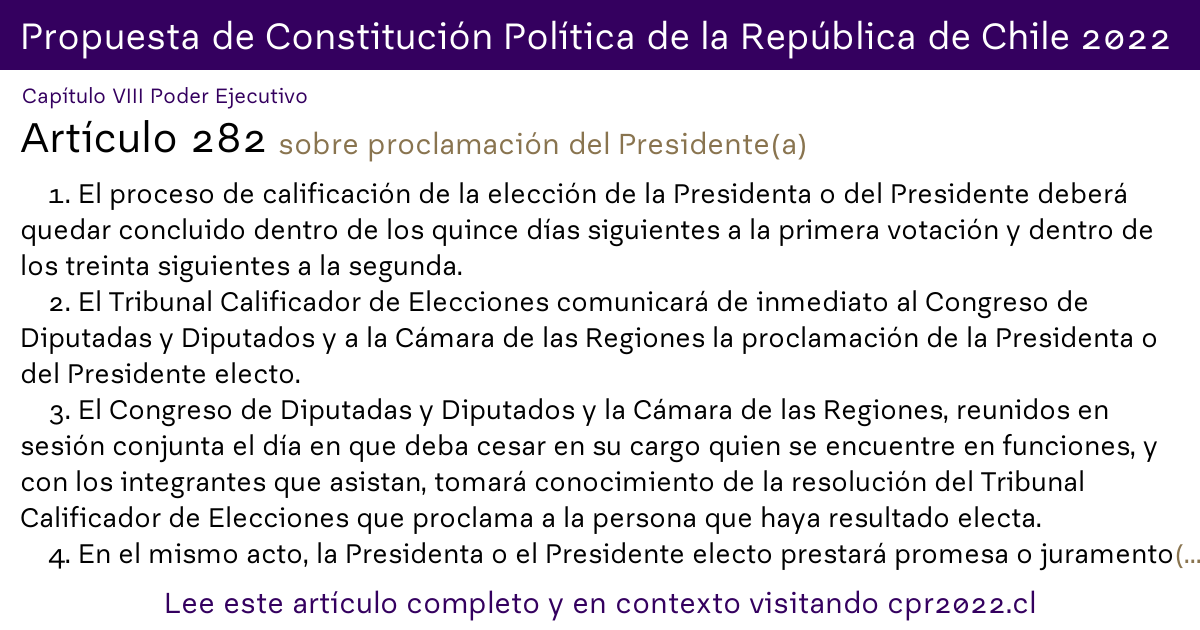 Propuesta de Constitución Política de la República de Chile 2022
Capítulo VIII Poder Ejecutivo
Artículo 282 sobre proclamación del Presidente(a)
1. El proceso de calificación de la elección de la Presidenta o del Presidente deberá
quedar concluido dentro de los quince días siguientes a la primera votación y dentro de
los treinta siguientes a la segunda.
2. El Tribunal Calificador de Elecciones comunicará de inmediato al Congreso de
Diputadas y Diputados y a la Cámara de las Regiones la proclamación de la Presidenta o
del Presidente electo.
3. El Congreso de Diputadas y Diputados y la Cámara de las Regiones, reunidos en
sesión conjunta el día en que deba cesar en su cargo quien se encuentre en funciones, y
con los integrantes que asistan, tomará conocimiento de la resolución del Tribunal
Calificador de Elecciones que proclama a la persona que haya resultado electa.
4. En el mismo acto, la Presidenta o el Presidente electo prestará promesa o juramento(...
Lee este artículo completo y en contexto visitando cpr2022.cl